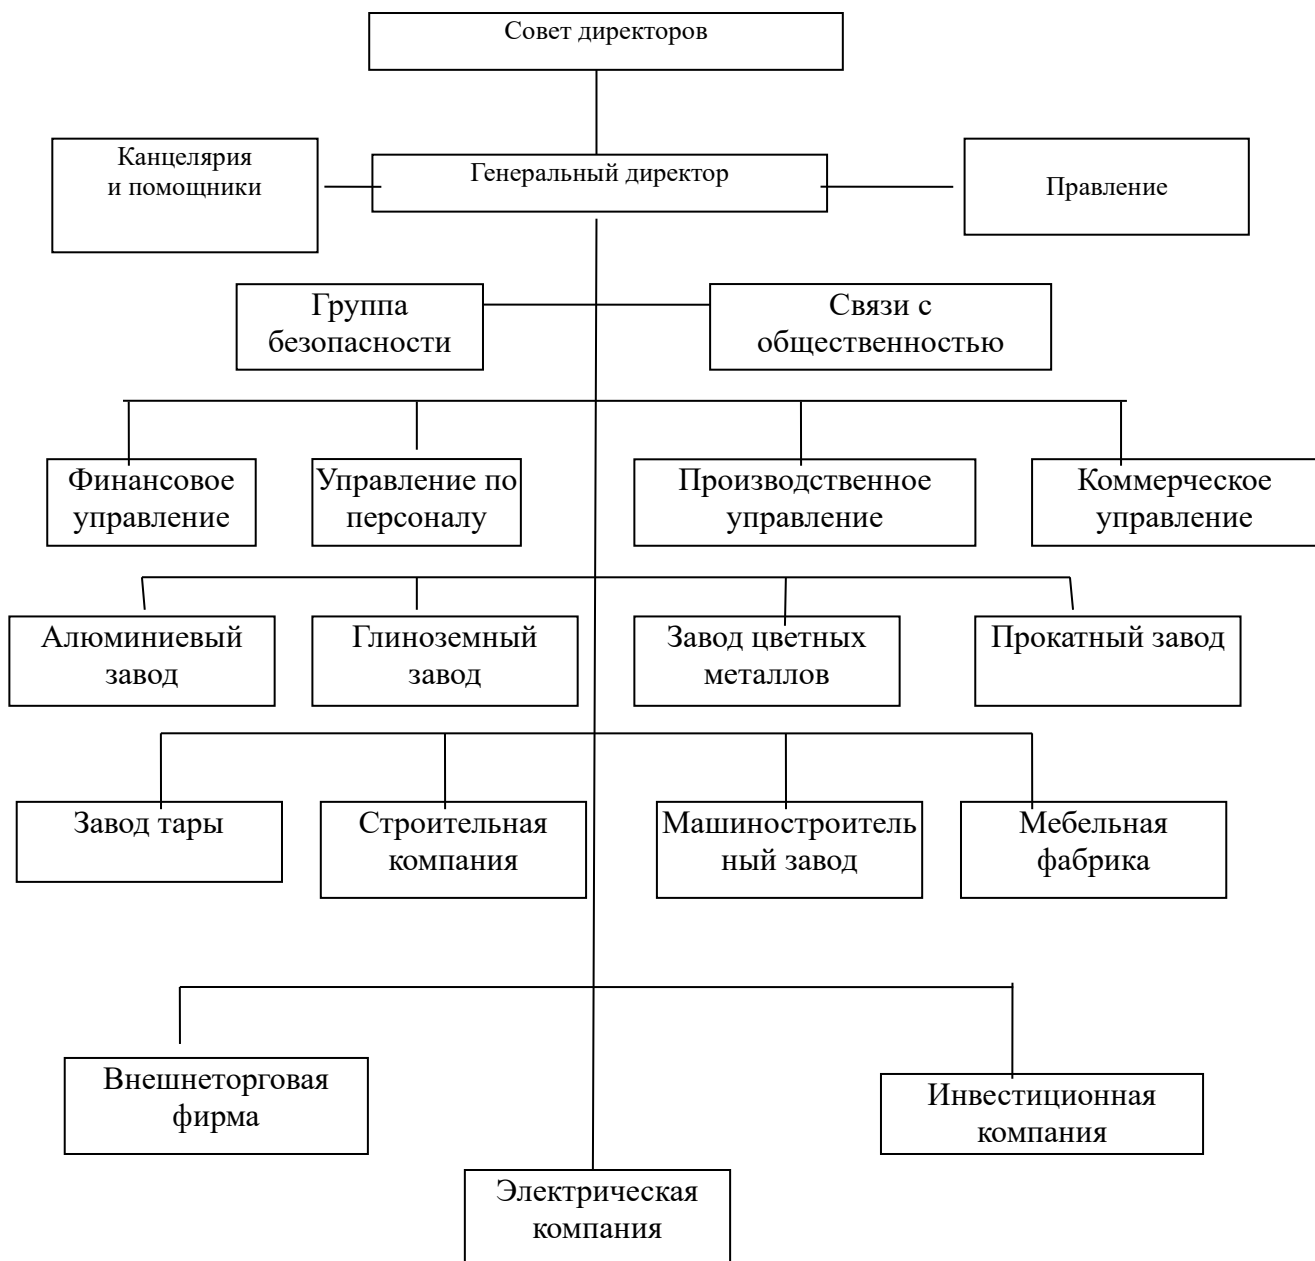 Совет директоров
Канцелярия
и помощники
Генеральный директор
Правление
Группа
безопасности
Связи с
общественностью
Финансовое
управление
Управление по
персоналу
Производственное
управление
Коммерческое
управление
Алюминиевый
завод
Глиноземный
завод
Завод цветных
металлов
Прокатный завод
Завод тары
Строительная
компания
Машиностроитель
ный завод
Мебельная
фабрика
Внешнеторговая
фирма
Инвестиционная
компания
Электрическая
компания